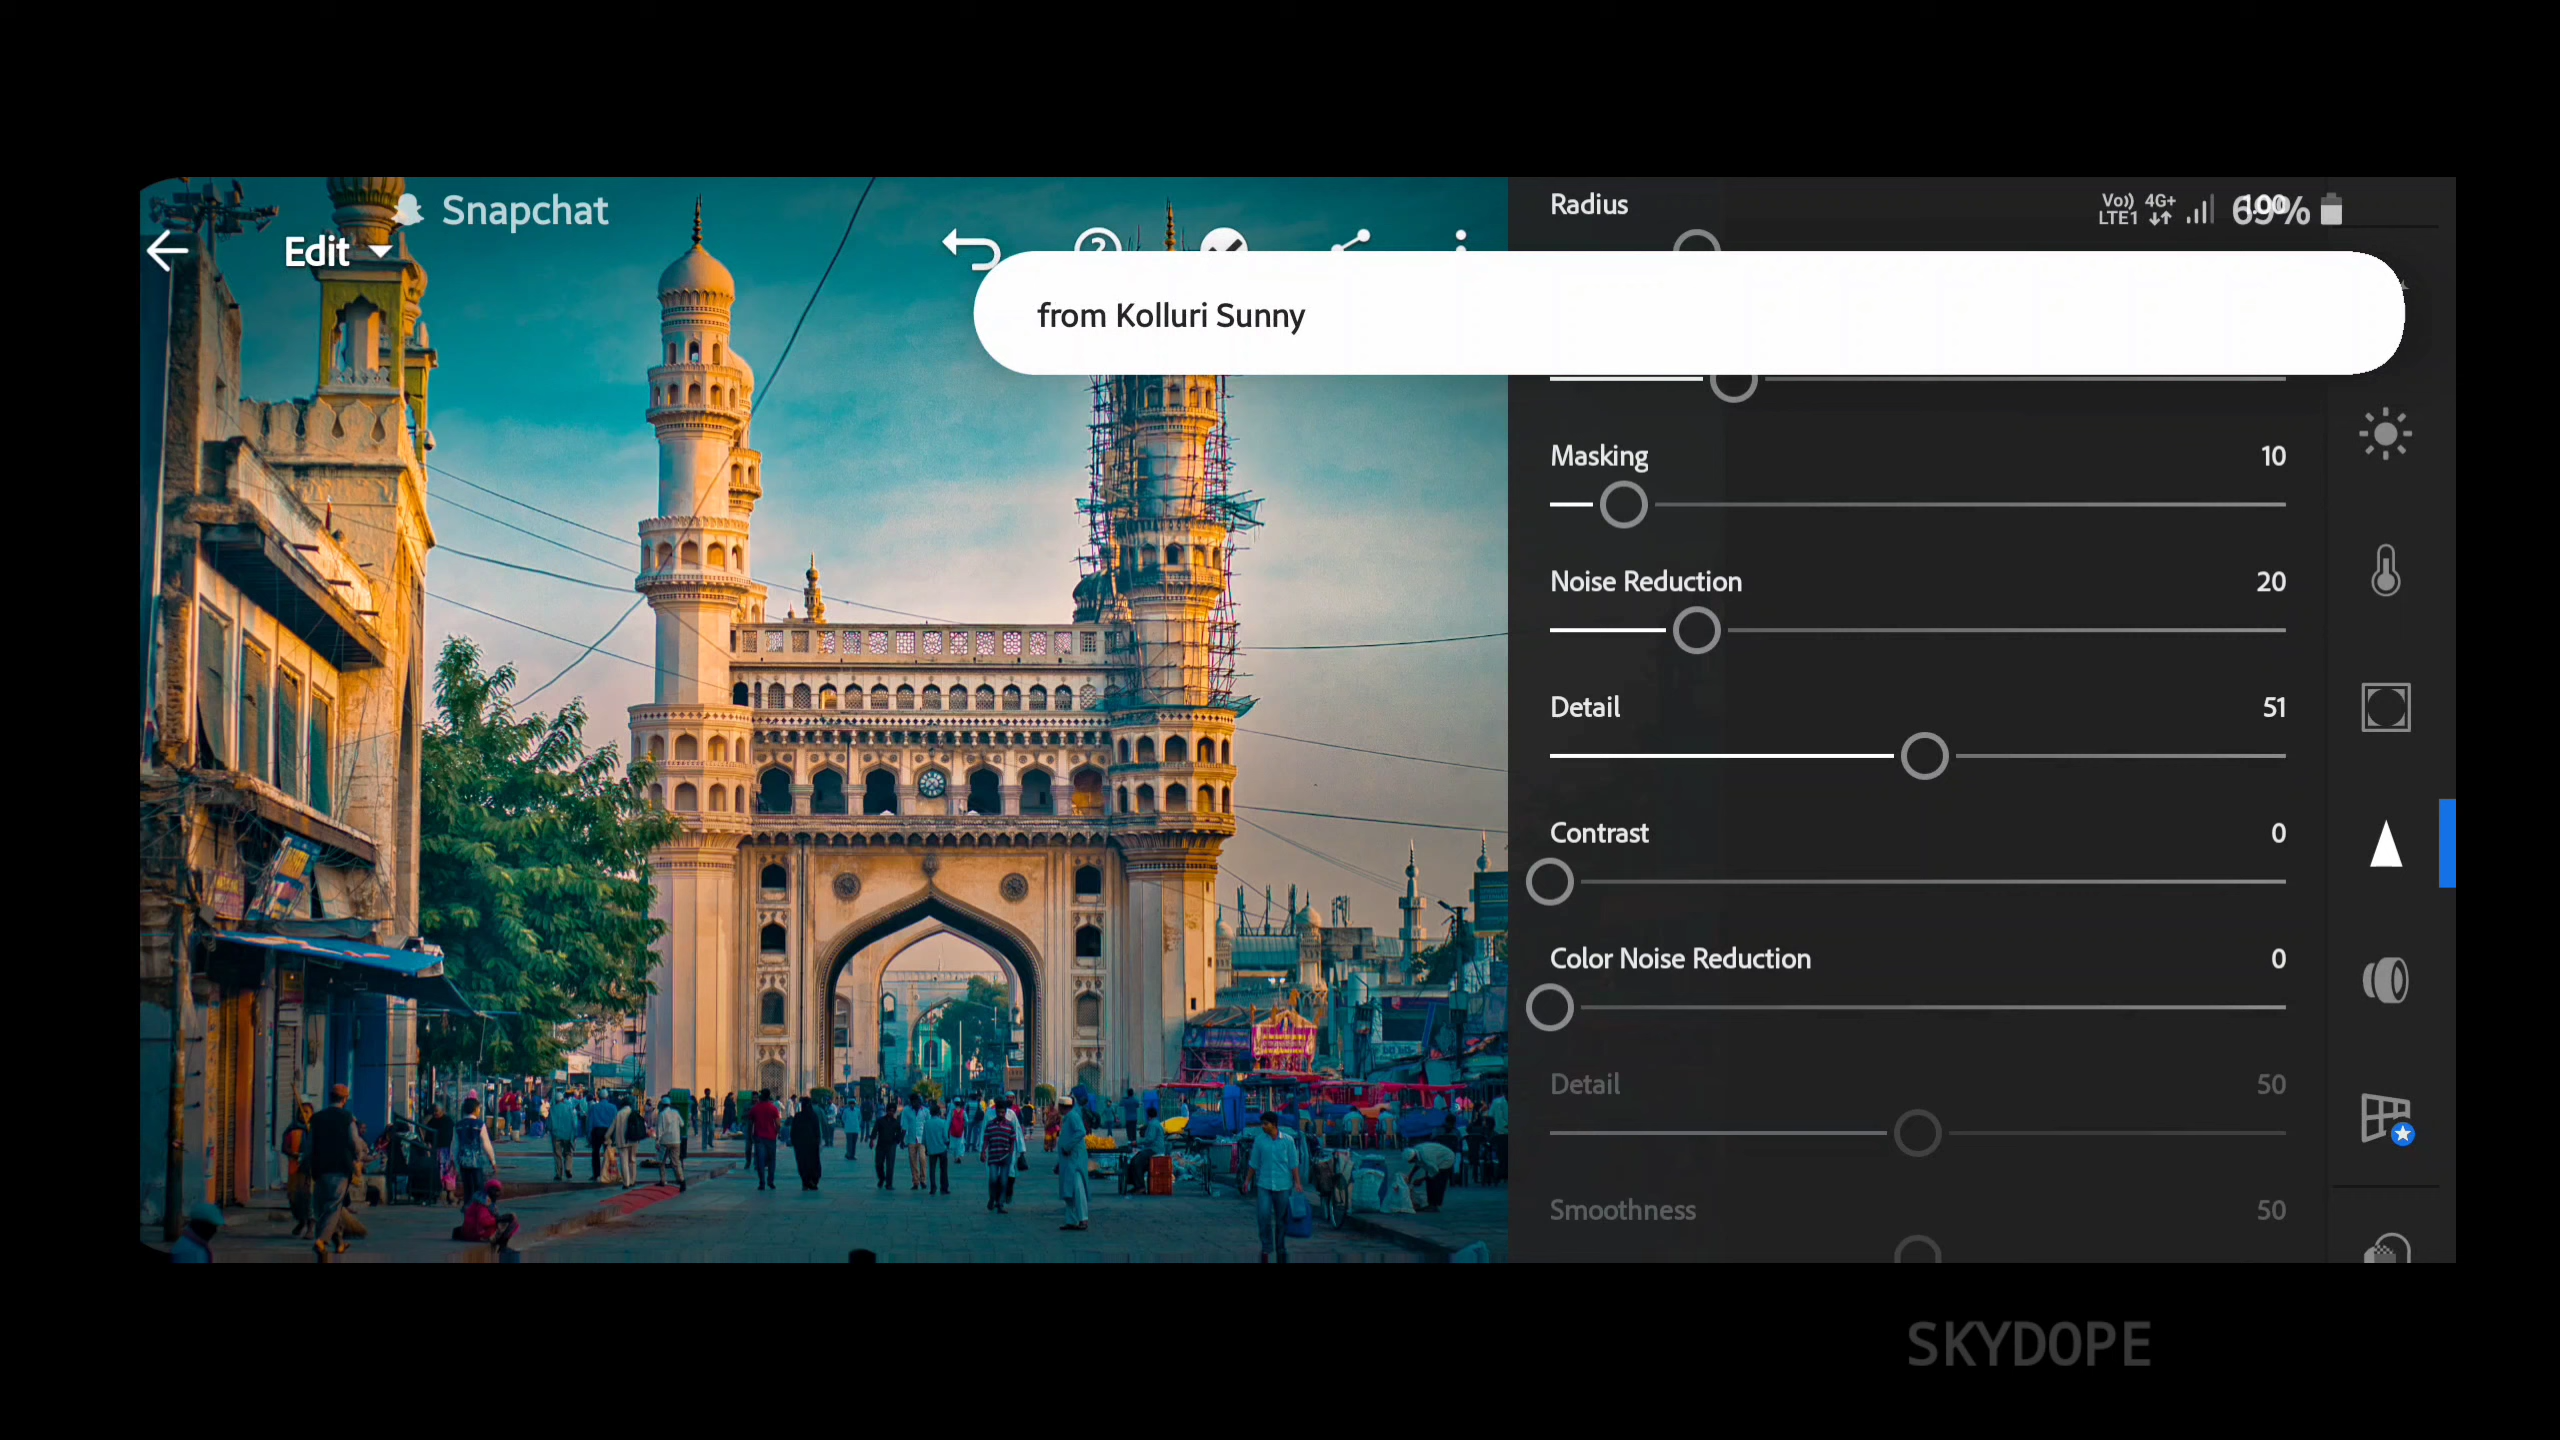 Snapchat
Edit
Radius
Vo)) 4G+
LTE1
from Kolluri Sunny
Masking 10
Noise Reduction 20
Detail 51
Contrast 0
Color Noise Reduction 0
Detail 50
Smoothness 50
SKYDOPE